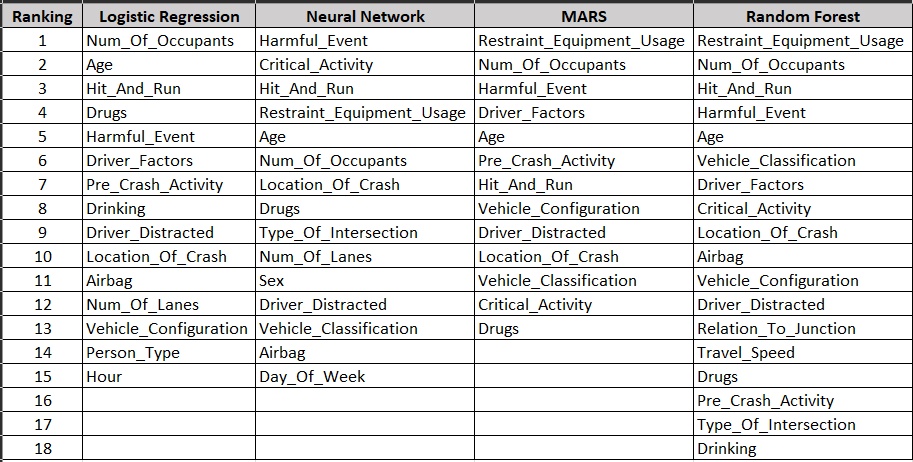 Ranking Logistic Regression Neural Network MARS Random Forest
1 Num_Of_Occupants Harmful_Event Restraint_Equipment_Usage Restraint_Equipment_Usage
2 Age Critical_Activity Num_Of_Occupants Num_Of_Occupants
3 Hit_And_Run Hit_And_Run Harmful_Event Hit_And_Run
4 Drugs Restraint_Equipment_Usage Driver_Factors Harmful_Event
5 Harmful_Event Age Age Age
6 Driver_Factors Num_Of_Occupants Pre_Crash_Activity Vehicle_Classification
7 Pre_Crash_Activity Location_Of_Crash Hit_And_Run Driver_Factors
8 Drinking Drugs Vehicle_Configuration Critical_Activity
9 Driver_Distracted Type_Of_Intersection Driver_Distracted Location_Of_Crash
10 Location_Of_Crash Num_Of_Lanes Location_Of_Crash Airbag
11 Airbag Sex Vehicle_Classification Vehicle_Configuration
12 Num_Of_Lanes Driver_Distracted Critical_Activity Driver_Distracted
13 Vehicle_Configuration Vehicle_Classification Drugs Relation_To_Junction
14 Person_Type Airbag Travel_Speed
15 Hour Day_Of_Week Drugs
16 Pre_Crash_Activity
17 Type_Of_Intersection
18 Drinking